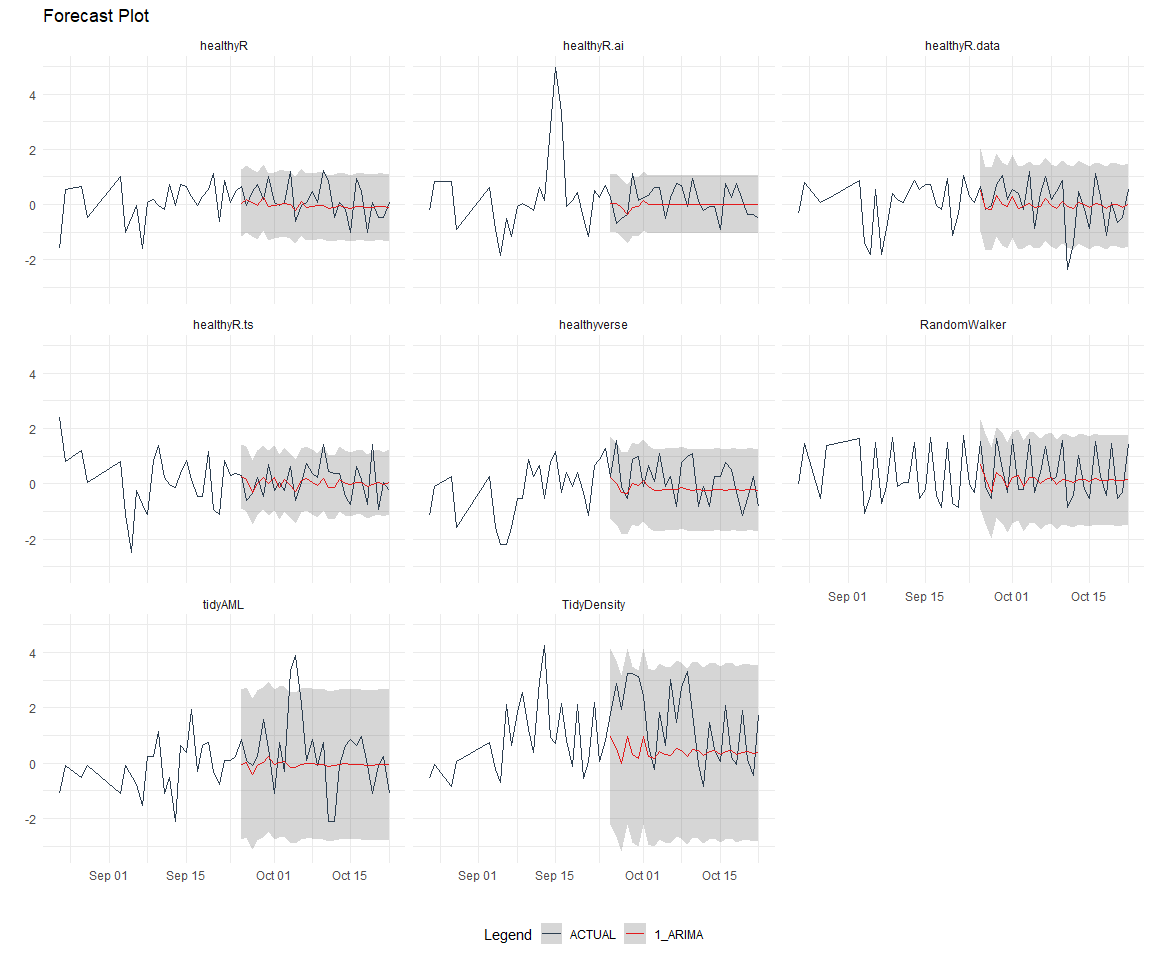 Forecast Plot
healthyR healthyR.ai healthyR.data
4
2
0
-2
healthyR.ts healthyverse RandomWalker
4
2
0
-2
Sep 01 Sep 15 Oct 01 Oct 15
tidyAML TidyDensity
4
2
0
-2
Sep 01 Sep 15 Oct 01 Oct 15 Sep 01 Sep 15 Oct 01 Oct 15
Legend ACTUAL 1_ARIMA